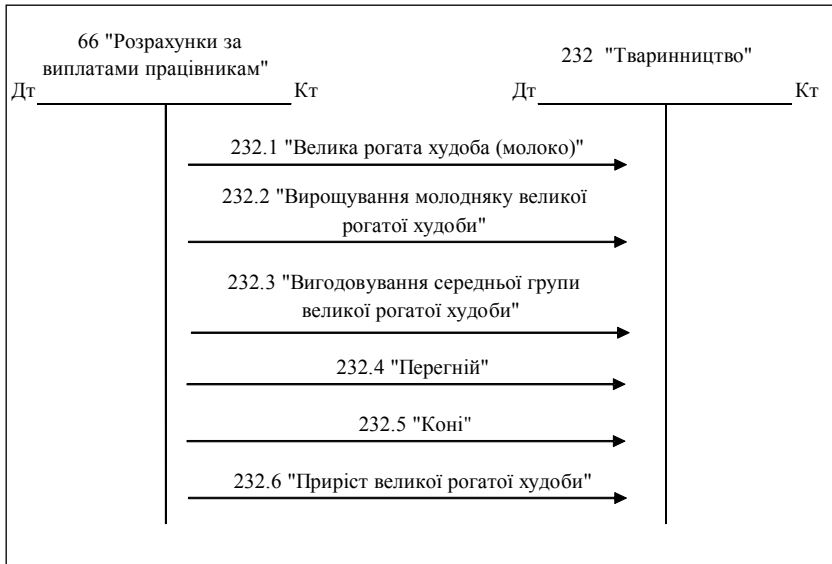 66 "Розрахунки за
виплатами працівникам"
232 "Тваринництво"
Дт Кт Дт Кт
232.1 "Велика рогата худоба (молоко)"
232.2 "Вирощування молодняку великої
рогатої худоби"
232.3 "Вигодовування середньої групи
великої рогатої худоби"
232.4 "Перегній"
232.5 "Коні"
232.6 "Приріст великої рогатої худоби"